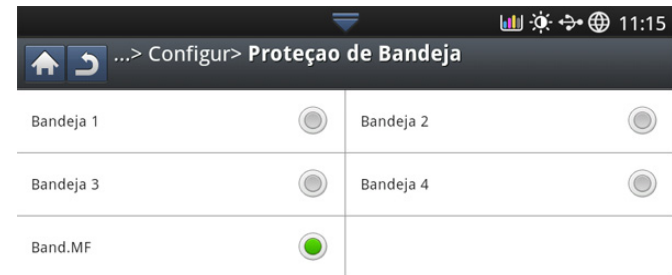 11:15
...> Configur> Proteçao de Bandeja
Bandeja 1
Bandeja 2
Bandeja 3
Bandeja 4
Band.MF